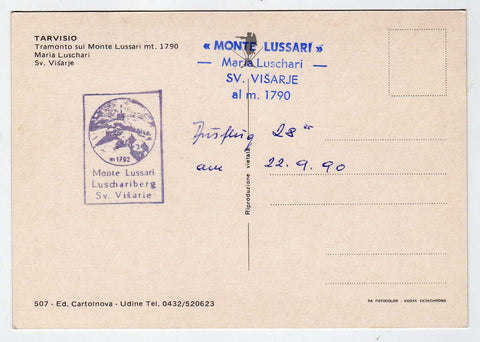 TARVISIO
Tramonto sul Monte Lussari mt. 1790
Maria Luschari
Sv. Višarje
« MONTE LUSSARI »
— Maria Luschari —
SV. VIŠARJE
al m. 1790
m 1792
Monte Lussari
Luschariberg
Sv. Višarje
28
am 22.9.90
Riproduzione vietata
507 - Ed. Cartolnova - Udine Tel. 0432/520623
DA FOTOCOLOR - KODAK EKTACHROME